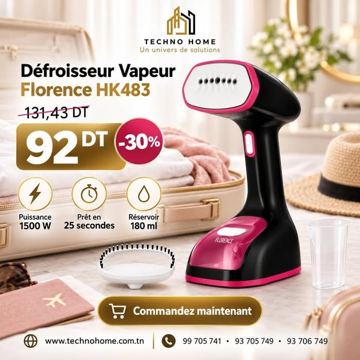 TECHNO HOME
Un univers de solutions
Défroisseur Vapeur
Florence HK483
131,43 DT
92 DT
-30%
Puissance
1500 W
Prêt en
25 secondes
Réservoir
180 ml
FLORENCE
Commandez maintenant
www.technohome.com.tn
99 705 741 • 93 705 749 • 93 706 749